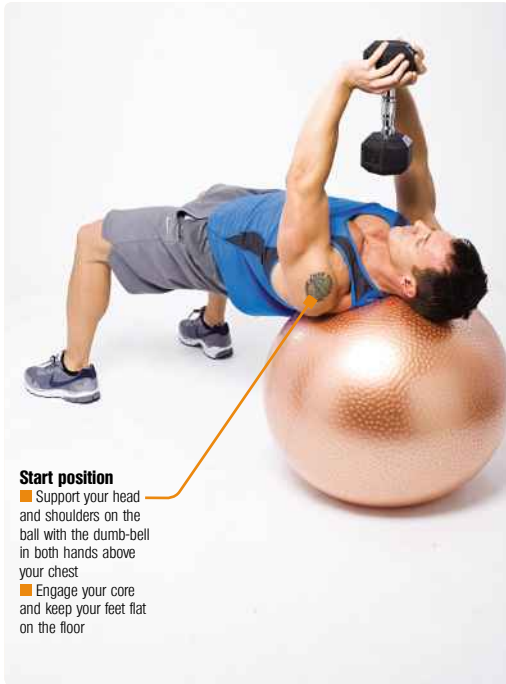 Start position
■ Support your head
and shoulders on the
ball with the dumb-bell
in both hands above
your chest
■ Engage your core
and keep your feet flat
on the floor